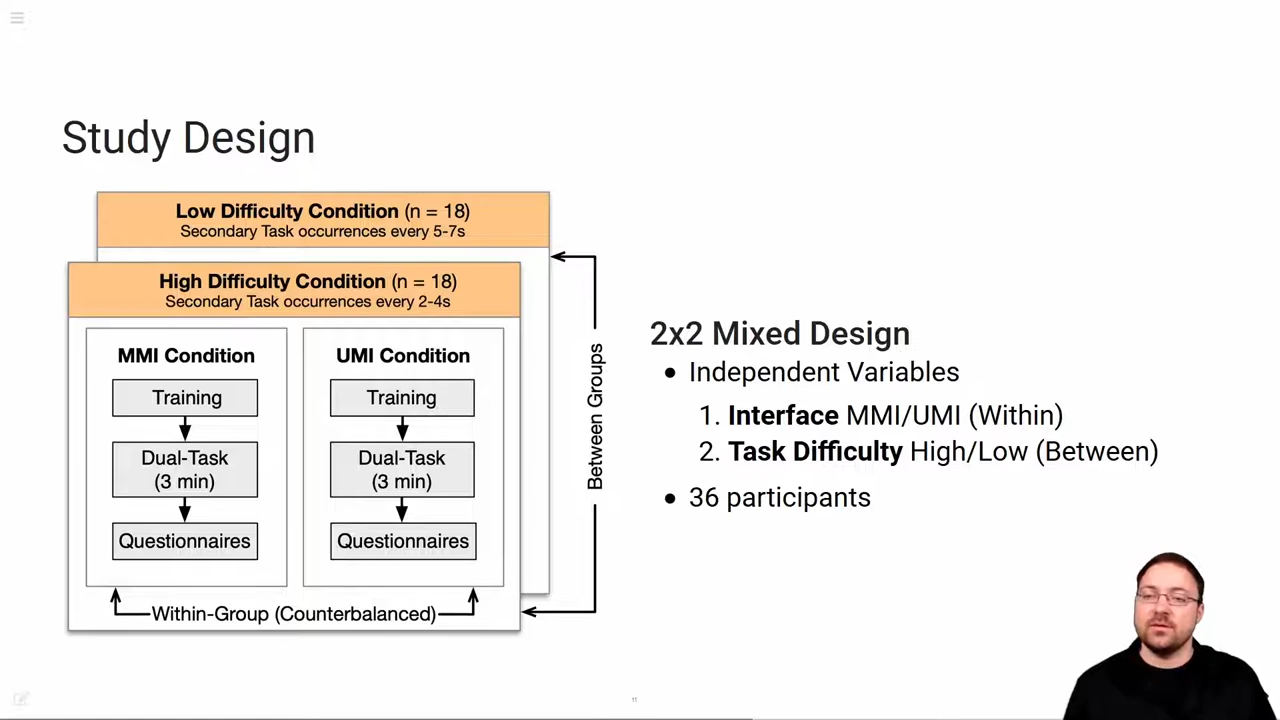 Study Design
Low Difficulty Condition (n = 18)
Secondary Task occurrences every 5-7s
High Difficulty Condition (n = 18)
Secondary Task occurrences every 2-4s
MMI Condition
Training
Dual-Task
(3 min)
Questionnaires
UMI Condition
Training
Dual-Task
(3 min)
Questionnaires
Within-Group (Counterbalanced)
Between Groups
2x2 Mixed Design
• Independent Variables
1. Interface MMI/UMI (Within)
2. Task Difficulty High/Low (Between)
• 36 participants
11